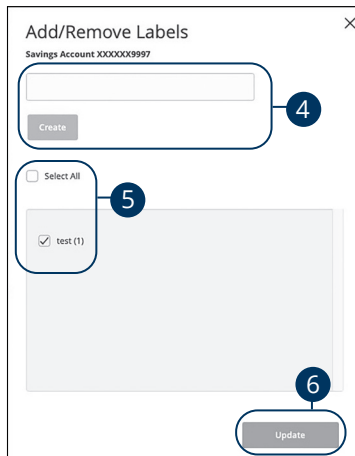 Add/Remove Labels
Savings Account XXXXXX9997
4
Create
Select All
5
test (1)
6
Update